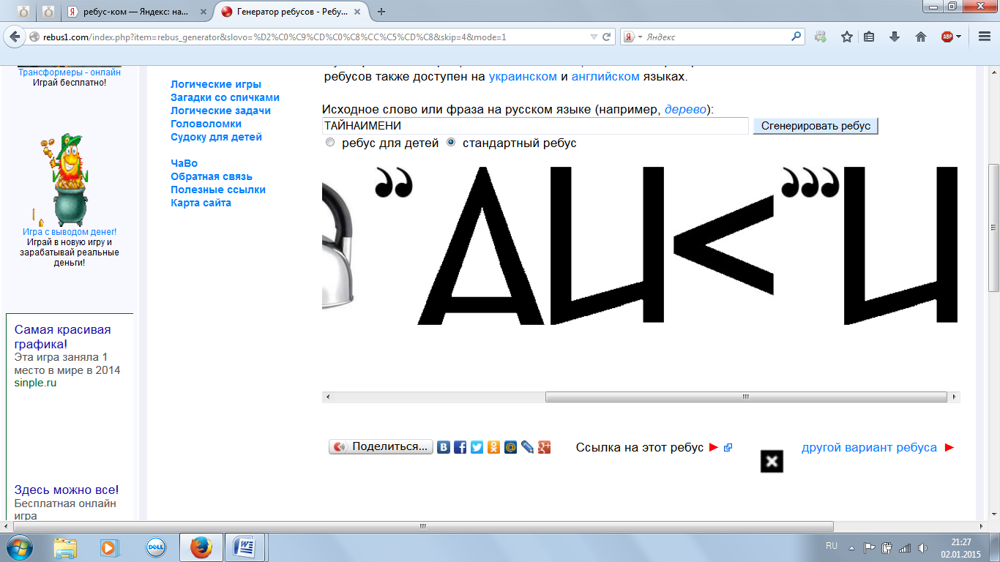 ребус-ком — Яндекс: на...
Генератор ребусов - Ребу...
rebus1.com/index.php?item=rebus_generator&slovo=%D2%C0%C9%CD%C0%C8%CC%C5%CD%C8&skip=4&mode=1
Яндекс
ABP
Трансформеры - онлайн
Играй бесплатно!
Игра с выводом денег!
Играй в новую игру и
зарабатывай реальные
деньги!
Самая красивая
графика!
Эта игра заняла 1
место в мире в 2014
sinple.ru
Здесь можно все!
Бесплатная онлайн
игра
Логические игры
Загадки со спичками
Логические задачи
Головоломки
Судоку для детей
ЧаВо
Обратная связь
Полезные ссылки
Карта сайта
ребусов также доступен на украинском и английском языках.
Исходное слово или фраза на русском языке (например, дерево):
ТАЙНАИМЕНИ
Сгенерировать ребус
ребус для детей стандартный ребус
,, АИ < ,,, И
Поделиться...
Ссылка на этот ребус
другой вариант ребуса
DELL
RU
21:27
02.01.2015